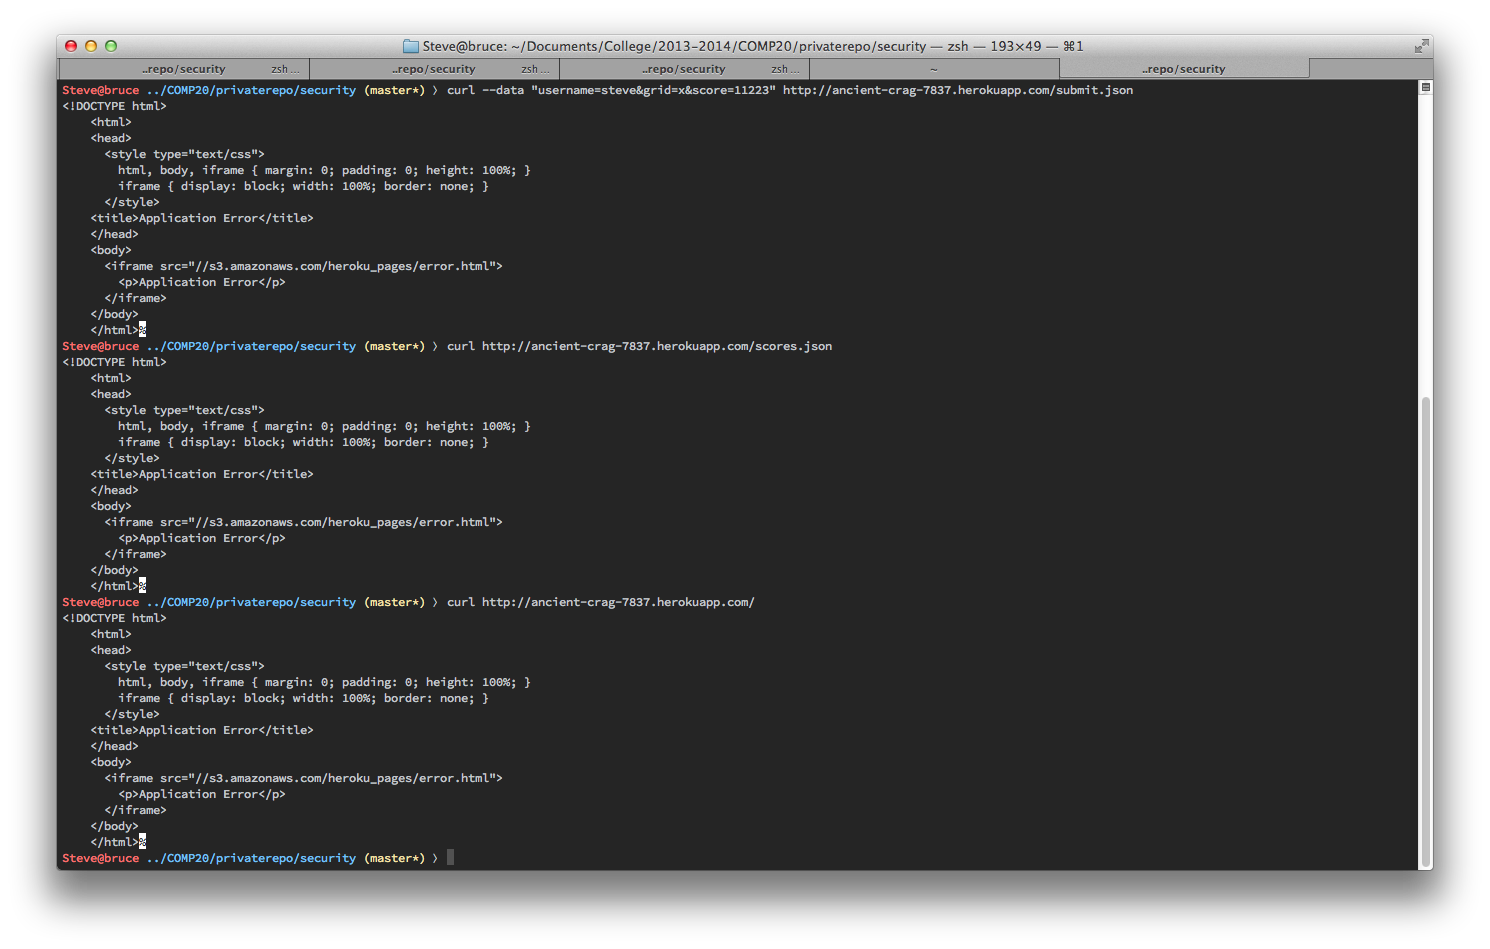 Steve@bruce: ~/Documents/College/2013-2014/COMP20/privaterepo/security — zsh — 193×49 — ⌘1
..repo/security zsh ... ..repo/security zsh ... ..repo/security zsh ... ~ ..repo/security
Steve@bruce ../COMP20/privaterepo/security (master*) ❭ curl --data "username=steve&grid=x&score=11223" http://ancient-crag-7837.herokuapp.com/submit.json
<!DOCTYPE html>
    <html>
    <head>
      <style type="text/css">
        html, body, iframe { margin: 0; padding: 0; height: 100%; }
        iframe { display: block; width: 100%; border: none; }
      </style>
    <title>Application Error</title>
    </head>
    <body>
      <iframe src="//s3.amazonaws.com/heroku_pages/error.html">
        <p>Application Error</p>
      </iframe>
    </body>
    </html>%
Steve@bruce ../COMP20/privaterepo/security (master*) ❭ curl http://ancient-crag-7837.herokuapp.com/scores.json
<!DOCTYPE html>
    <html>
    <head>
      <style type="text/css">
        html, body, iframe { margin: 0; padding: 0; height: 100%; }
        iframe { display: block; width: 100%; border: none; }
      </style>
    <title>Application Error</title>
    </head>
    <body>
      <iframe src="//s3.amazonaws.com/heroku_pages/error.html">
        <p>Application Error</p>
      </iframe>
    </body>
    </html>%
Steve@bruce ../COMP20/privaterepo/security (master*) ❭ curl http://ancient-crag-7837.herokuapp.com/
<!DOCTYPE html>
    <html>
    <head>
      <style type="text/css">
        html, body, iframe { margin: 0; padding: 0; height: 100%; }
        iframe { display: block; width: 100%; border: none; }
      </style>
    <title>Application Error</title>
    </head>
    <body>
      <iframe src="//s3.amazonaws.com/heroku_pages/error.html">
        <p>Application Error</p>
      </iframe>
    </body>
    </html>%
Steve@bruce ../COMP20/privaterepo/security (master*) ❭